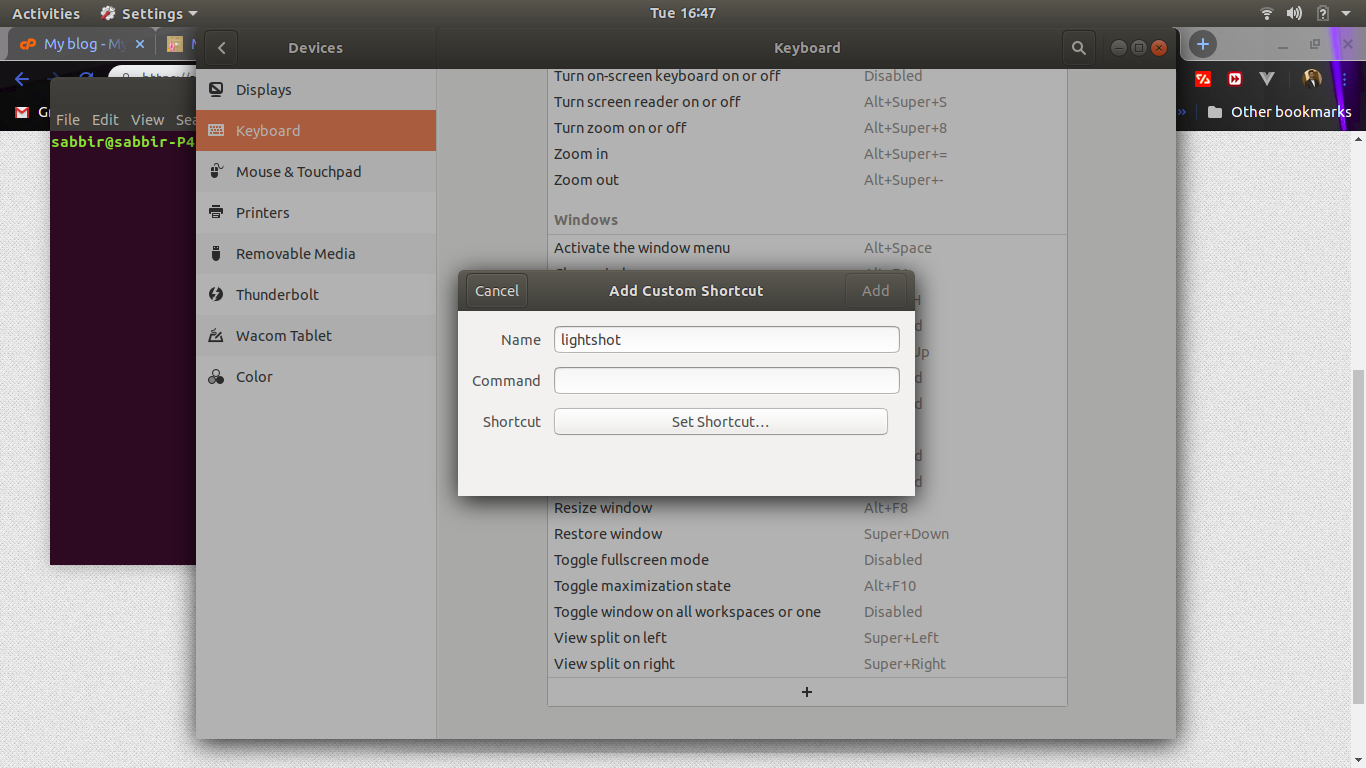 Activities Settings Tue 16:47
My blog - My
Devices Keyboard
https://
Displays
Keyboard
Mouse & Touchpad
Printers
Removable Media
Thunderbolt
Wacom Tablet
Color
Other bookmarks
File Edit View Sea
sabbir@sabbir-P4
Turn on-screen keyboard on or off Disabled
Turn screen reader on or off Alt+Super+S
Turn zoom on or off Alt+Super+8
Zoom in Alt+Super+=
Zoom out Alt+Super+-
Windows
Activate the window menu Alt+Space
Cancel Add Custom Shortcut Add
Name lightshot
Command
Shortcut Set Shortcut...
Resize window Alt+F8
Restore window Super+Down
Toggle fullscreen mode Disabled
Toggle maximization state Alt+F10
Toggle window on all workspaces or one Disabled
View split on left Super+Left
View split on right Super+Right
+